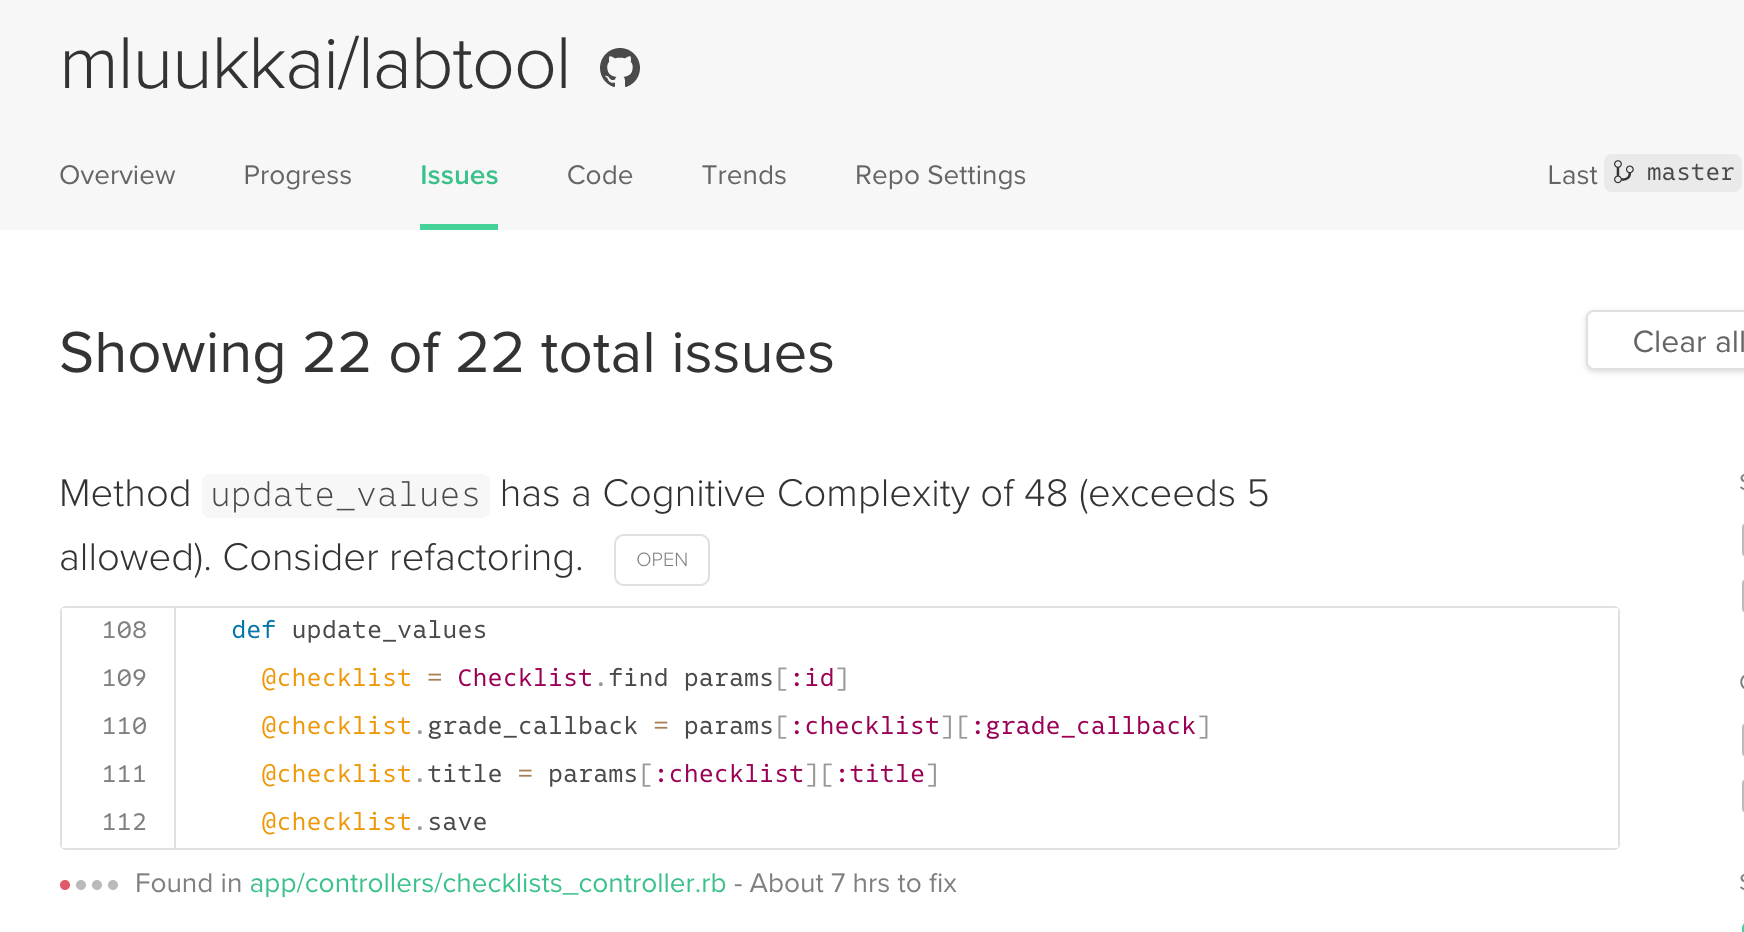 mluukkai/labtool
Overview Progress Issues Code Trends Repo Settings Last master
Showing 22 of 22 total issues
Clear all
Method update_values has a Cognitive Complexity of 48 (exceeds 5
allowed). Consider refactoring. OPEN
108 def update_values
109 @checklist = Checklist.find params[:id]
110 @checklist.grade_callback = params[:checklist][:grade_callback]
111 @checklist.title = params[:checklist][:title]
112 @checklist.save
Found in app/controllers/checklists_controller.rb - About 7 hrs to fix